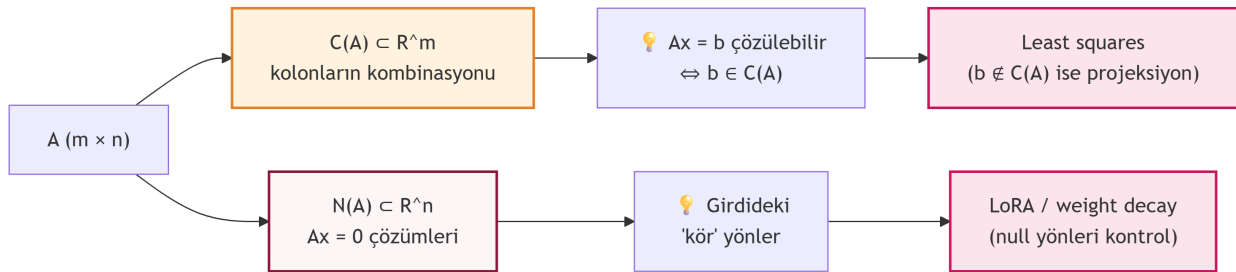 A (m × n)
C(A) ⊂ R^m
kolonların kombinasyonu
💡 Ax = b çözülebilir
⇔ b ∈ C(A)
Least squares
(b ∉ C(A) ise projeksiyon)
N(A) ⊂ R^n
Ax = 0 çözümleri
💡 Girdideki
'kör' yönler
LoRA / weight decay
(null yönleri kontrol)